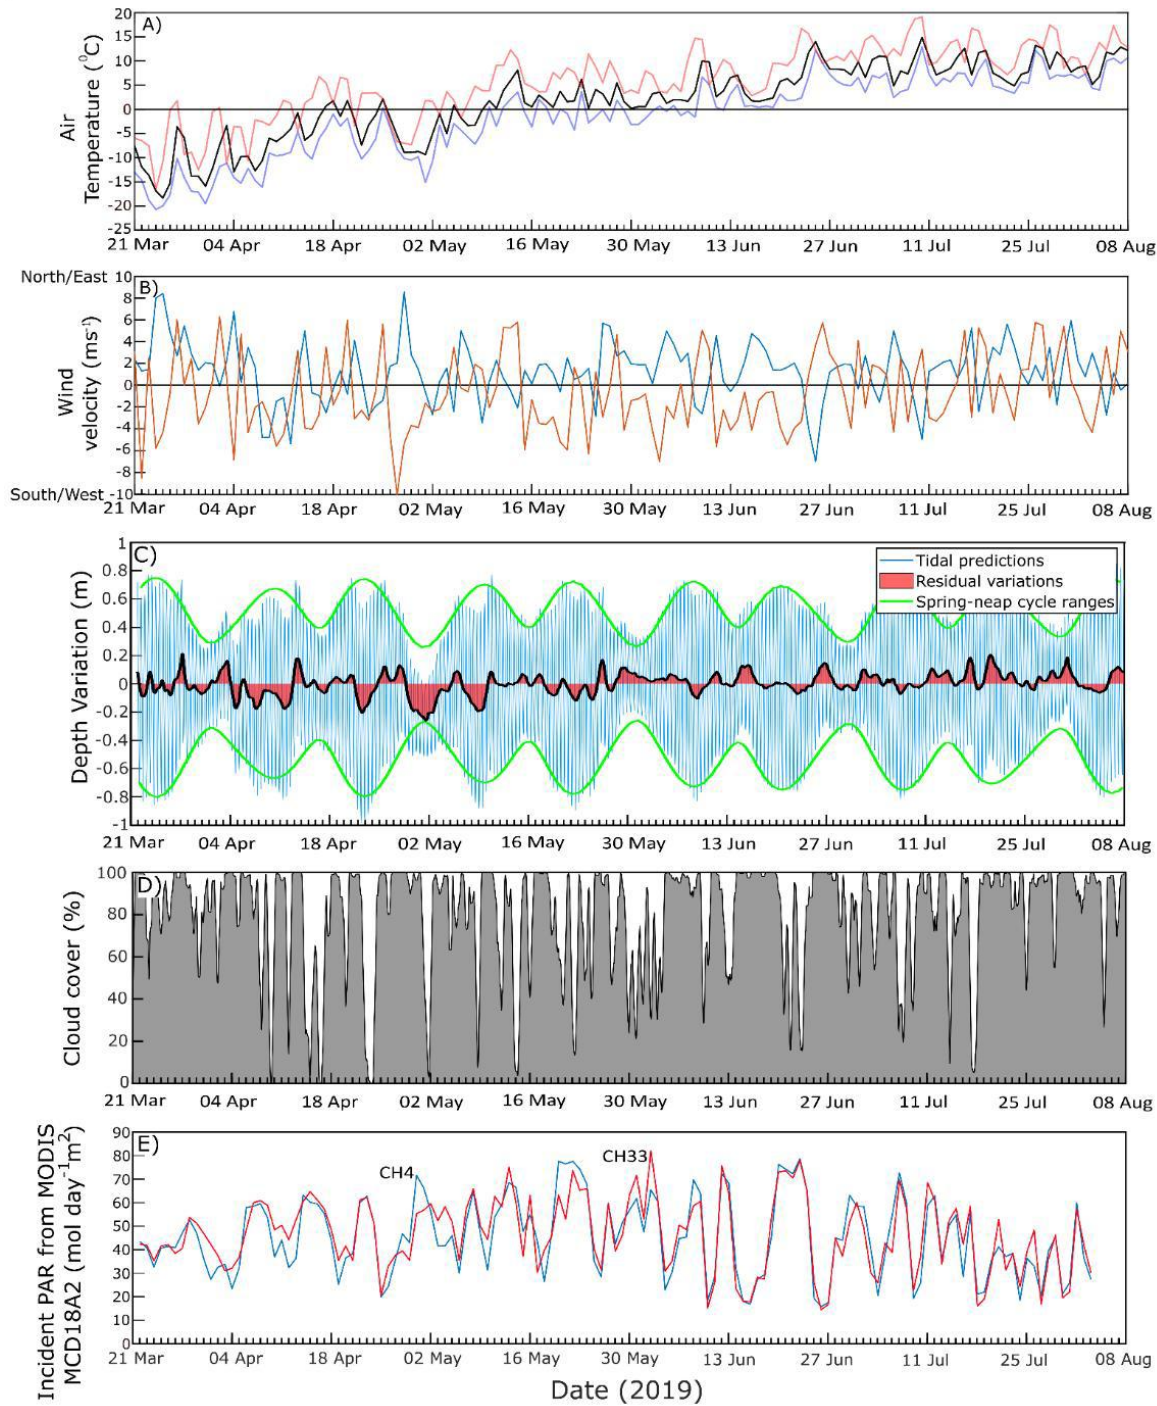 A)
20
15
10
5
0
-5
-10
-15
-20
-25
Air
Temperature (⁰C)
21 Mar 04 Apr 18 Apr 02 May 16 May 30 May 13 Jun 27 Jun 11 Jul 25 Jul 08 Aug
North/East
B)
10
8
6
4
2
0
-2
-4
-6
-8
-10
Wind
velocity (ms⁻¹)
South/West
21 Mar 04 Apr 18 Apr 02 May 16 May 30 May 13 Jun 27 Jun 11 Jul 25 Jul 08 Aug
C)
1
0.8
0.6
0.4
0.2
0
-0.2
-0.4
-0.6
-0.8
-1
Depth Variation (m)
Tidal predictions
Residual variations
Spring-neap cycle ranges
21 Mar 04 Apr 18 Apr 02 May 16 May 30 May 13 Jun 27 Jun 11 Jul 25 Jul 08 Aug
D)
100
80
60
40
20
0
Cloud cover (%)
21 Mar 04 Apr 18 Apr 02 May 16 May 30 May 13 Jun 27 Jun 11 Jul 25 Jul 08 Aug
E)
90
80
70
60
50
40
30
20
10
0
Incident PAR from MODIS
MCD18A2 (mol day⁻¹m²)
CH4
CH33
21 Mar 04 Apr 18 Apr 02 May 16 May 30 May 13 Jun 27 Jun 11 Jul 25 Jul 08 Aug
Date (2019)